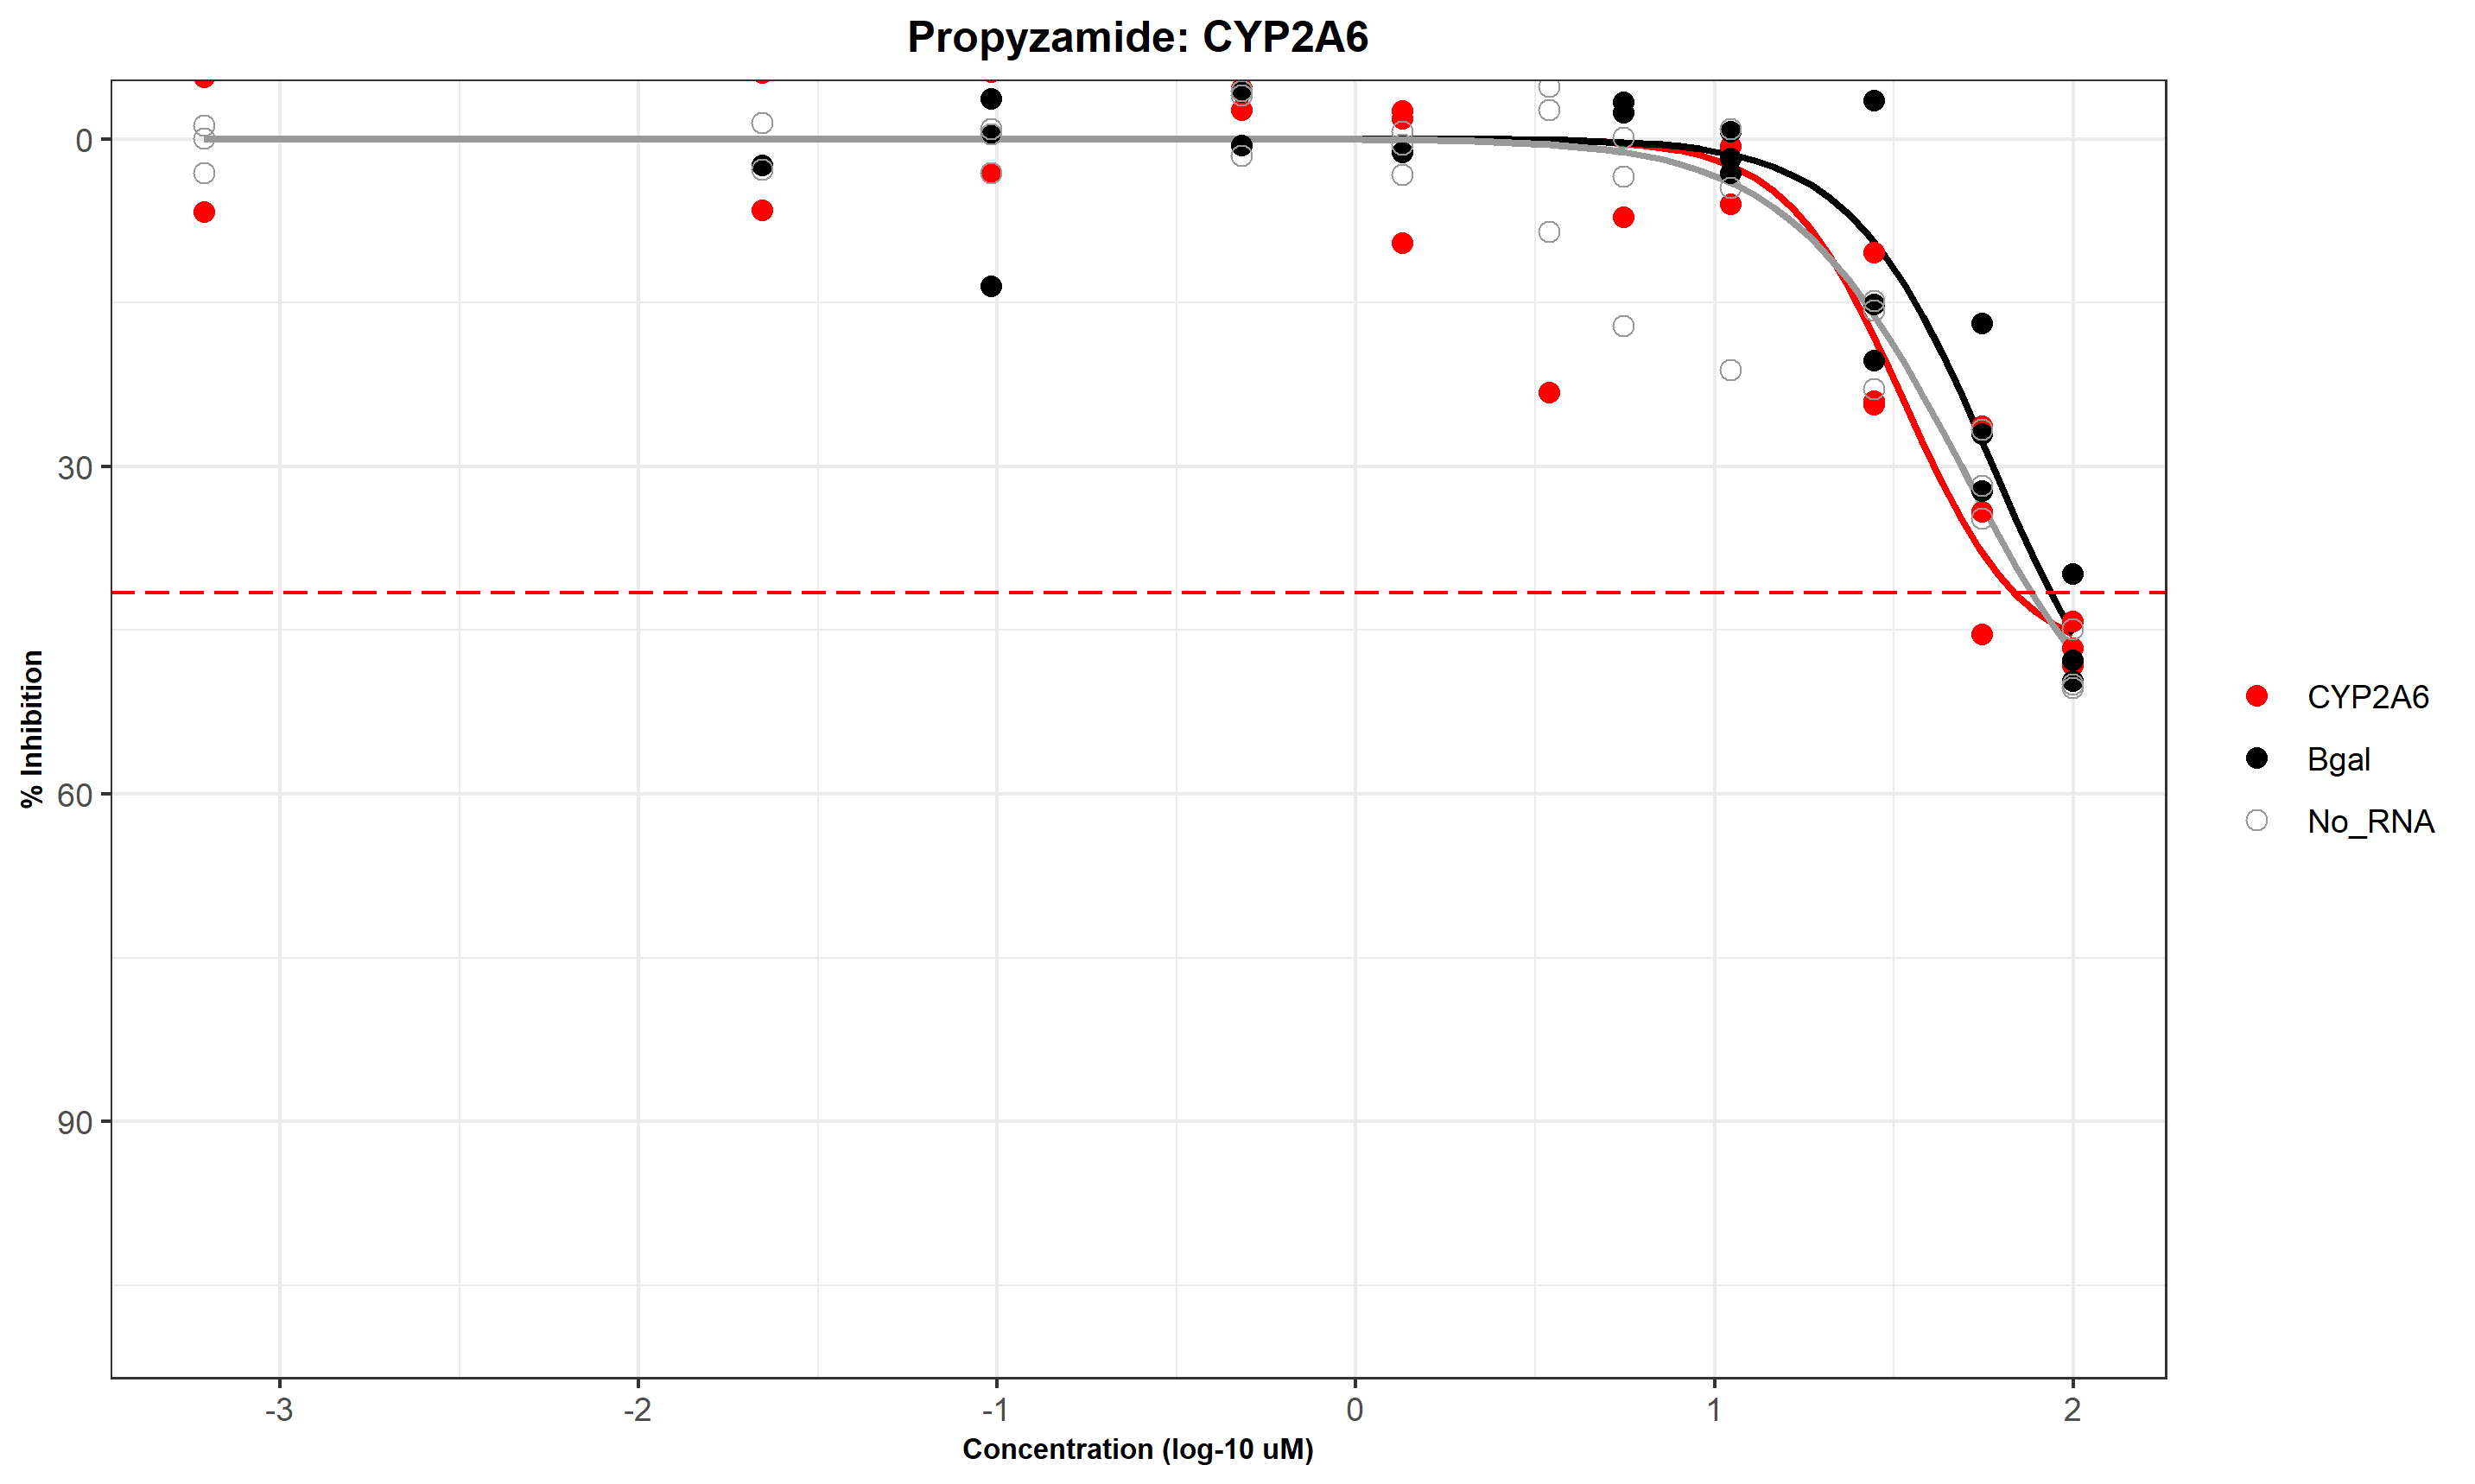 Propyzamide: CYP2A6
% Inhibition
0
30
60
90
-3
-2
-1
0
1
2
Concentration (log-10 uM)
CYP2A6
Bgal
No_RNA